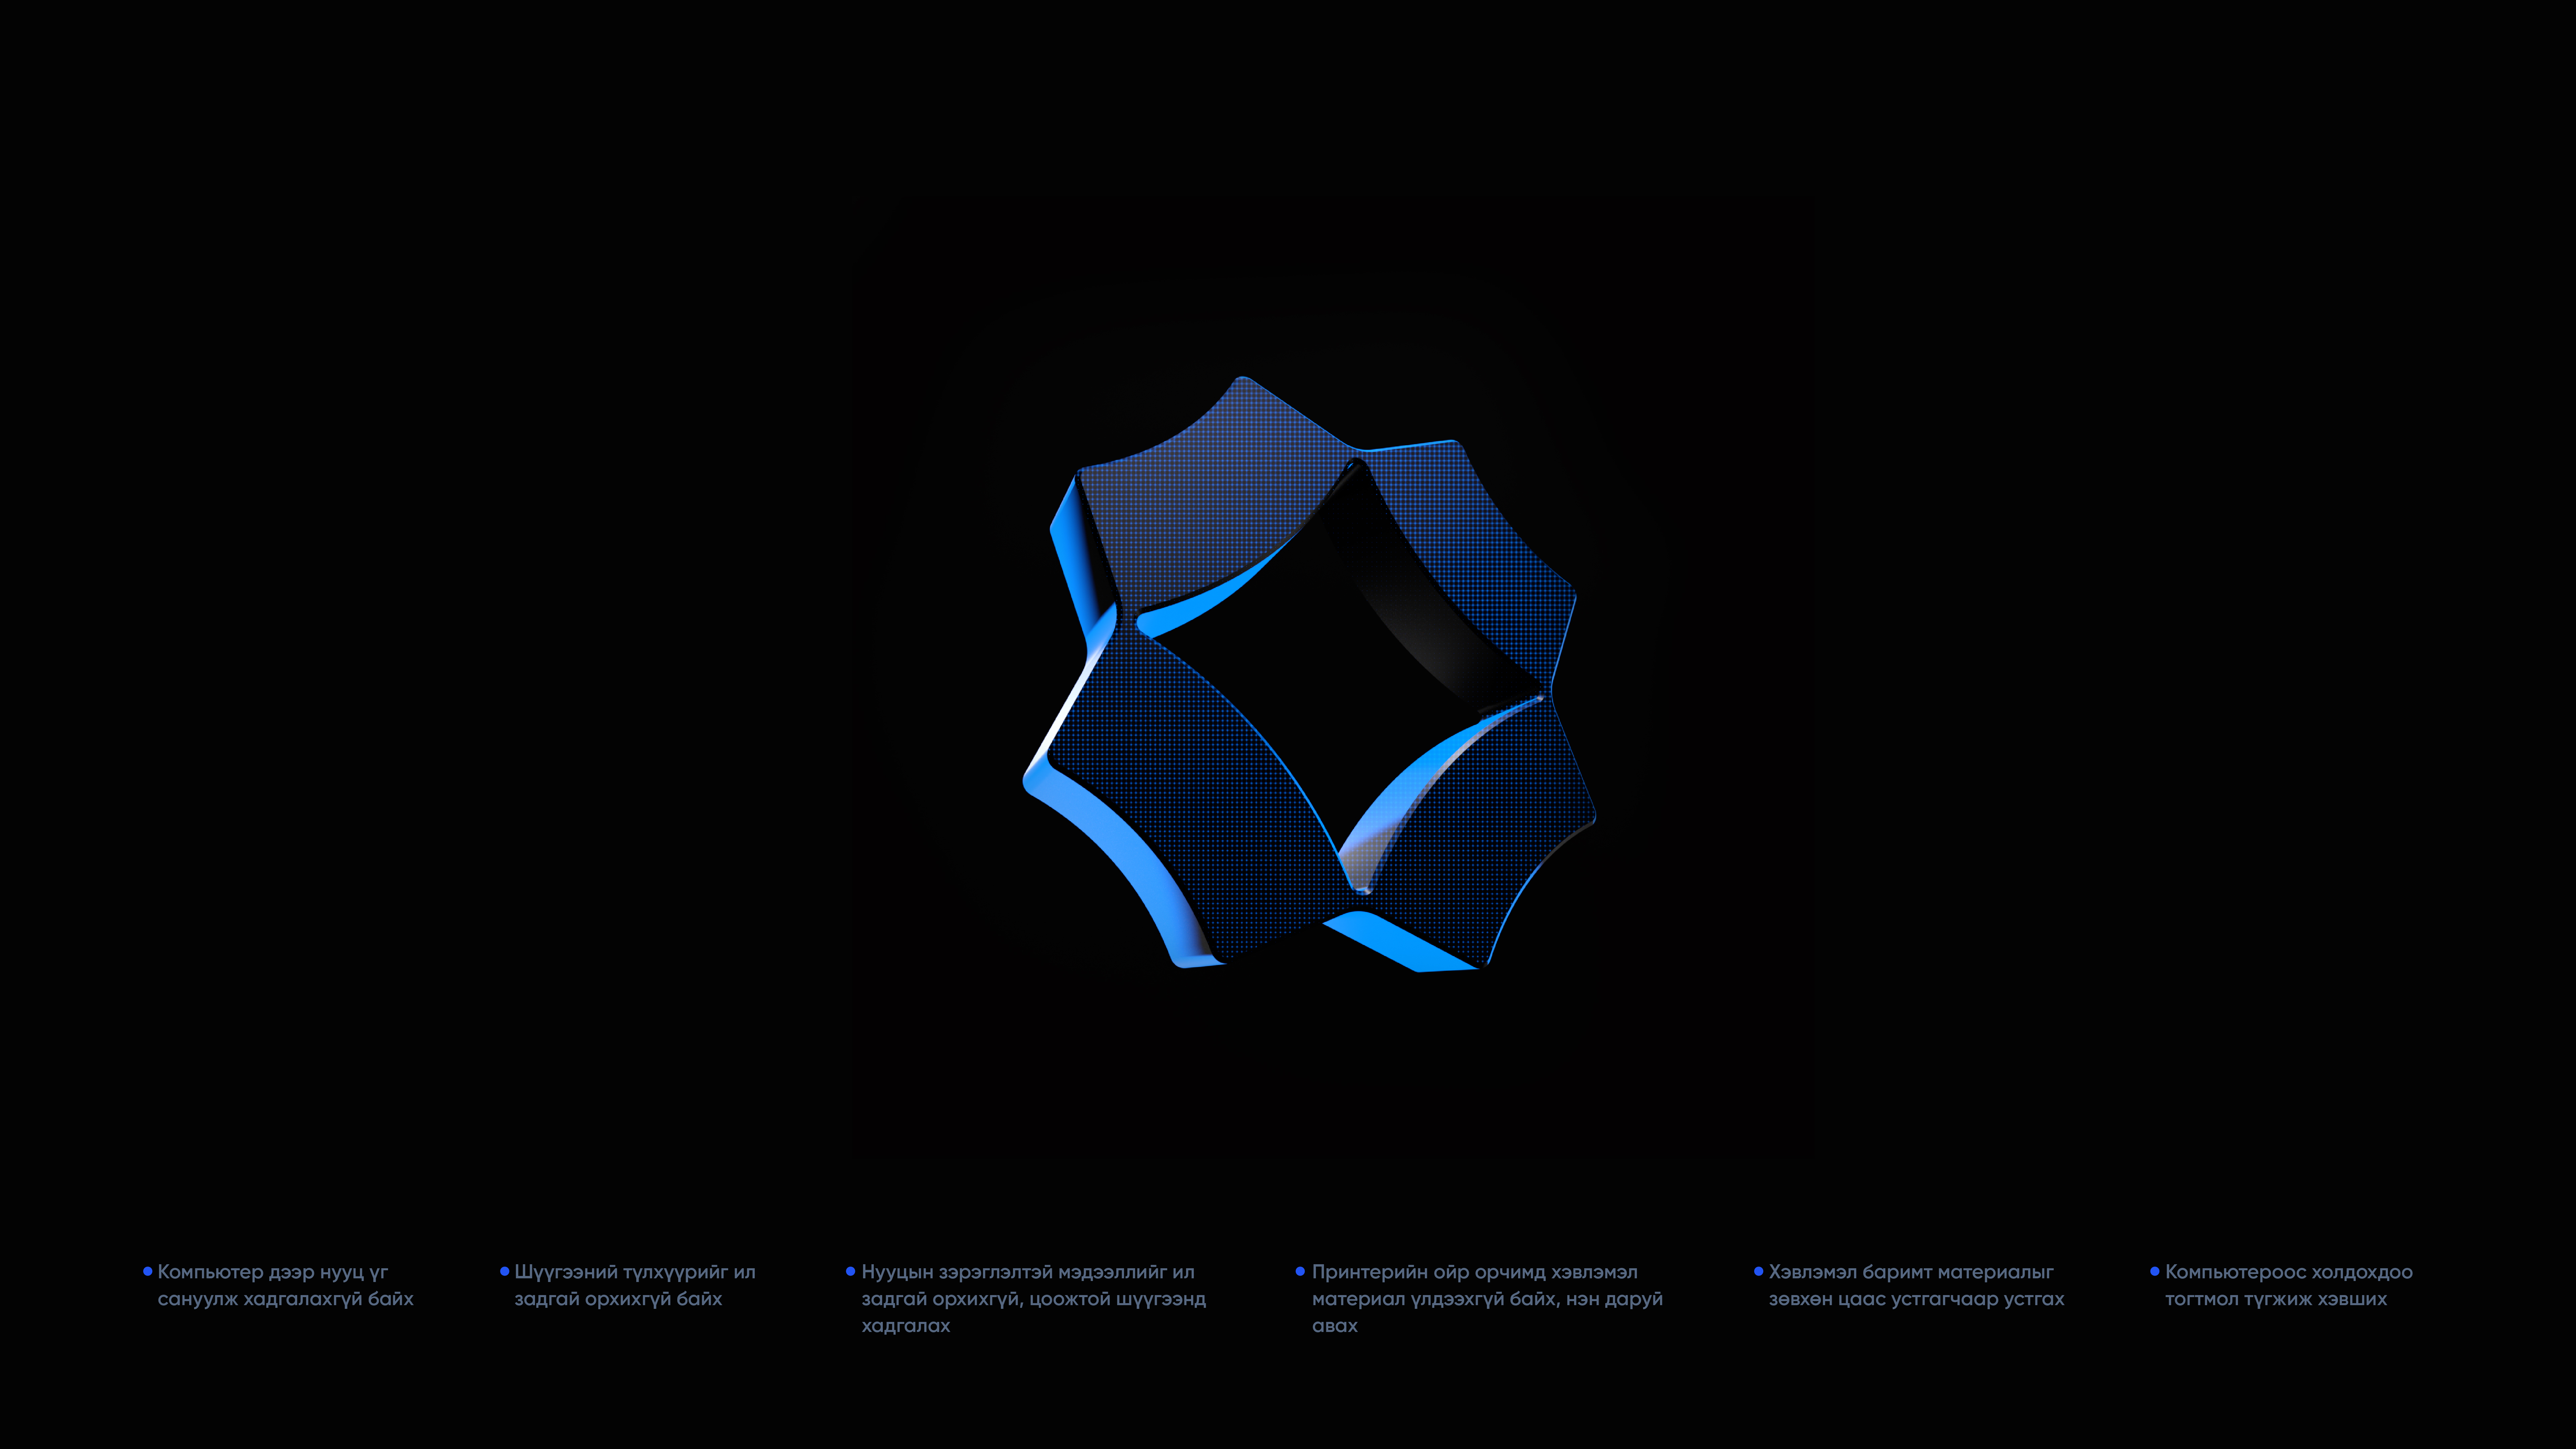 Компьютер дээр нууц үг
сануулж хадгалахгүй байх
Шүүгээний түлхүүрийг ил
задгай орхихгүй байх
Нууцын зэрэглэлтэй мэдээллийг ил
задгай орхихгүй, цоожтой шүүгээнд
хадгалах
Принтерийн ойр орчимд хэвлэмэл
материал үлдээхгүй байх, нэн даруй
авах
Хэвлэмэл баримт материалыг
зөвхөн цаас устгагчаар устгах
Компьютероос холдохдоо
тогтмол түгжиж хэвших